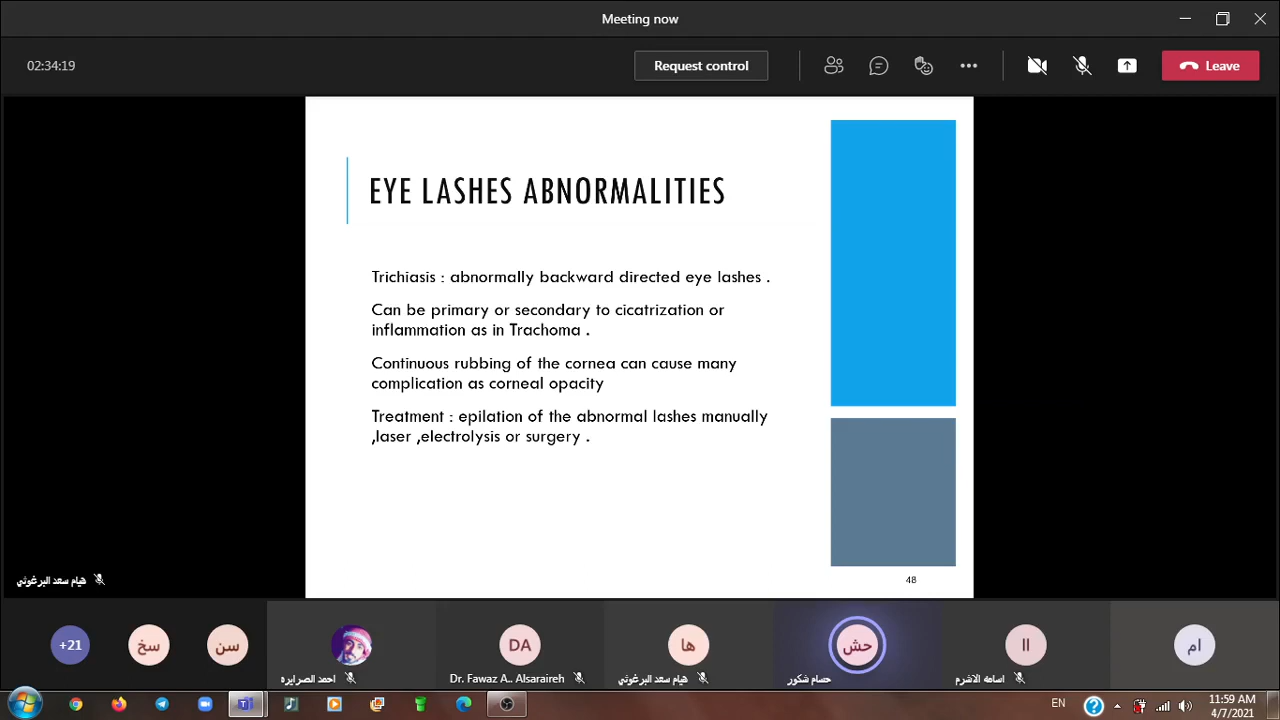 Meeting now
02:34:19
Request control
Leave
EYE LASHES ABNORMALITIES
Trichiasis : abnormally backward directed eye lashes .
Can be primary or secondary to cicatrization or
inflammation as in Trachoma .
Continuous rubbing of the cornea can cause many
complication as corneal opacity
Treatment : epilation of the abnormal lashes manually
,laser ,electrolysis or surgery .
48
هيام سعد البرغوثي
+21
سخ
سن
DA
ها
حش
اا
ام
احمد الصرايره
Dr. Fawaz A.. Alsaraireh
هيام سعد البرغوثي
حسام شكور
اسامه الاشرم
EN
11:59 AM
4/7/2021